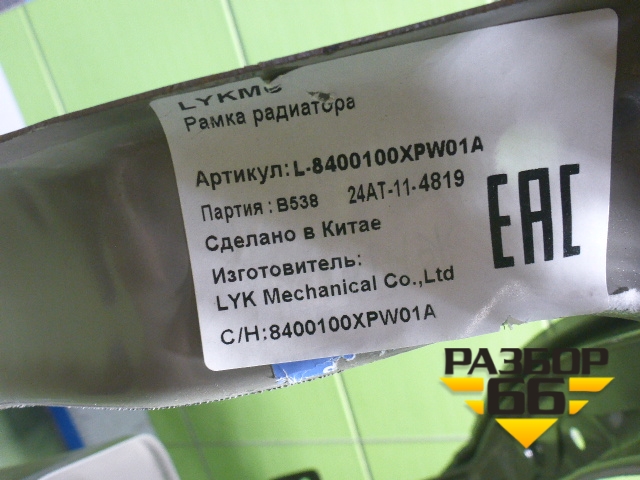 LYKMG
Рамка радиатора
Артикул: L-8400100XPW01A
Партия : B538 24AT-11-4819
Сделано в Китае
Изготовитель:
LYK Mechanical Co.,Ltd
С/Н:8400100XPW01A
EAC
РАЗБОР
66